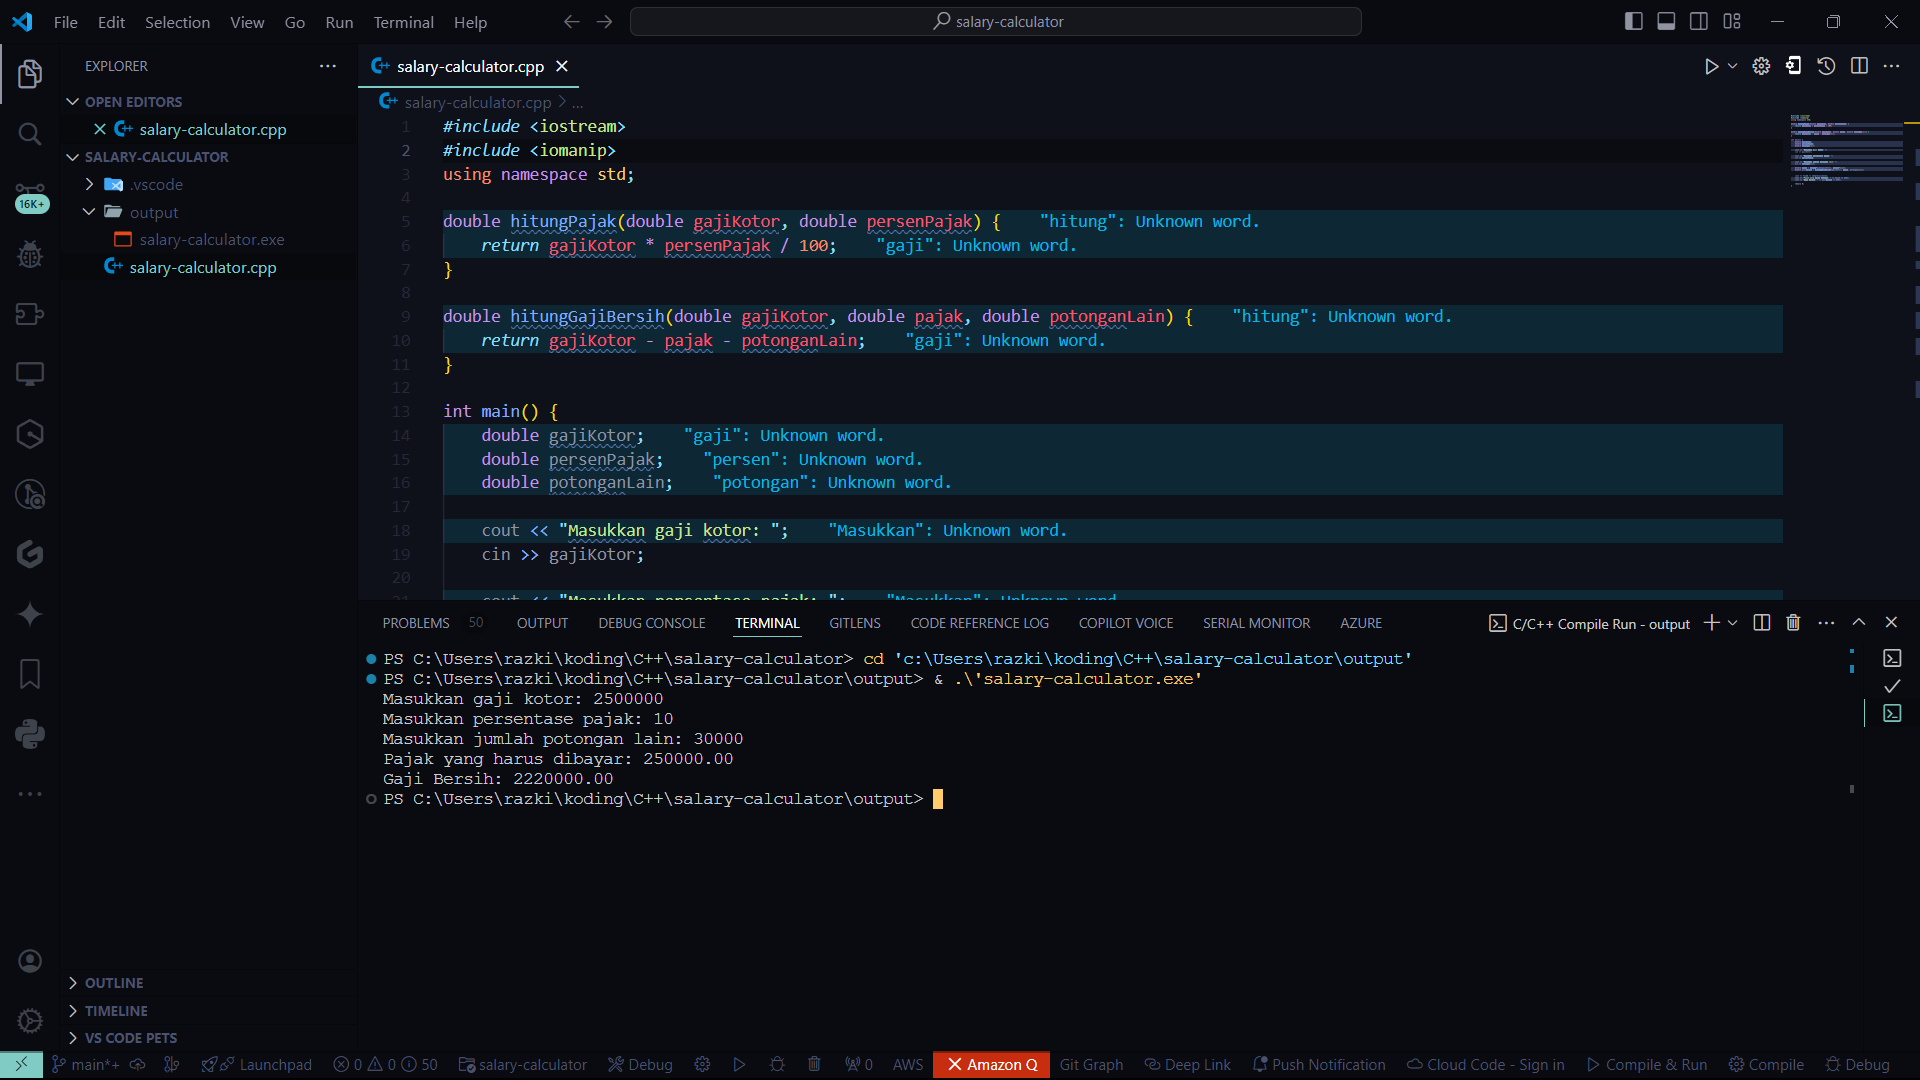 File Edit Selection View Go Run Terminal Help
salary-calculator
EXPLORER
OPEN EDITORS
salary-calculator.cpp
SALARY-CALCULATOR
.vscode
output
salary-calculator.exe
salary-calculator.cpp
16K+
OUTLINE
TIMELINE
VS CODE PETS
salary-calculator.cpp
salary-calculator.cpp > ...
1 #include <iostream>
2 #include <iomanip>
3 using namespace std;
4
5 double hitungPajak(double gajiKotor, double persenPajak) { "hitung": Unknown word.
6 return gajiKotor * persenPajak / 100; "gaji": Unknown word.
7 }
8
9 double hitungGajiBersih(double gajiKotor, double pajak, double potonganLain) { "hitung": Unknown word.
10 return gajiKotor - pajak - potonganLain; "gaji": Unknown word.
11 }
12
13 int main() {
14 double gajiKotor; "gaji": Unknown word.
15 double persenPajak; "persen": Unknown word.
16 double potonganLain; "potongan": Unknown word.
17
18 cout << "Masukkan gaji kotor: "; "Masukkan": Unknown word.
19 cin >> gajiKotor;
20
21 cout << "Masukkan persentase pajak: "; "Masukkan": Unknown word.
PROBLEMS 50 OUTPUT DEBUG CONSOLE TERMINAL GITLENS CODE REFERENCE LOG COPILOT VOICE SERIAL MONITOR AZURE
C/C++ Compile Run - output
PS C:\Users\razki\koding\C++\salary-calculator> cd 'c:\Users\razki\koding\C++\salary-calculator\output'
PS C:\Users\razki\koding\C++\salary-calculator\output> & .\'salary-calculator.exe'
Masukkan gaji kotor: 2500000
Masukkan persentase pajak: 10
Masukkan jumlah potongan lain: 30000
Pajak yang harus dibayar: 250000.00
Gaji Bersih: 2220000.00
PS C:\Users\razki\koding\C++\salary-calculator\output>
main*+ Launchpad 0 0 50 salary-calculator Debug 0 AWS Amazon Q Git Graph Deep Link Push Notification Cloud Code - Sign in Compile & Run Compile Debug